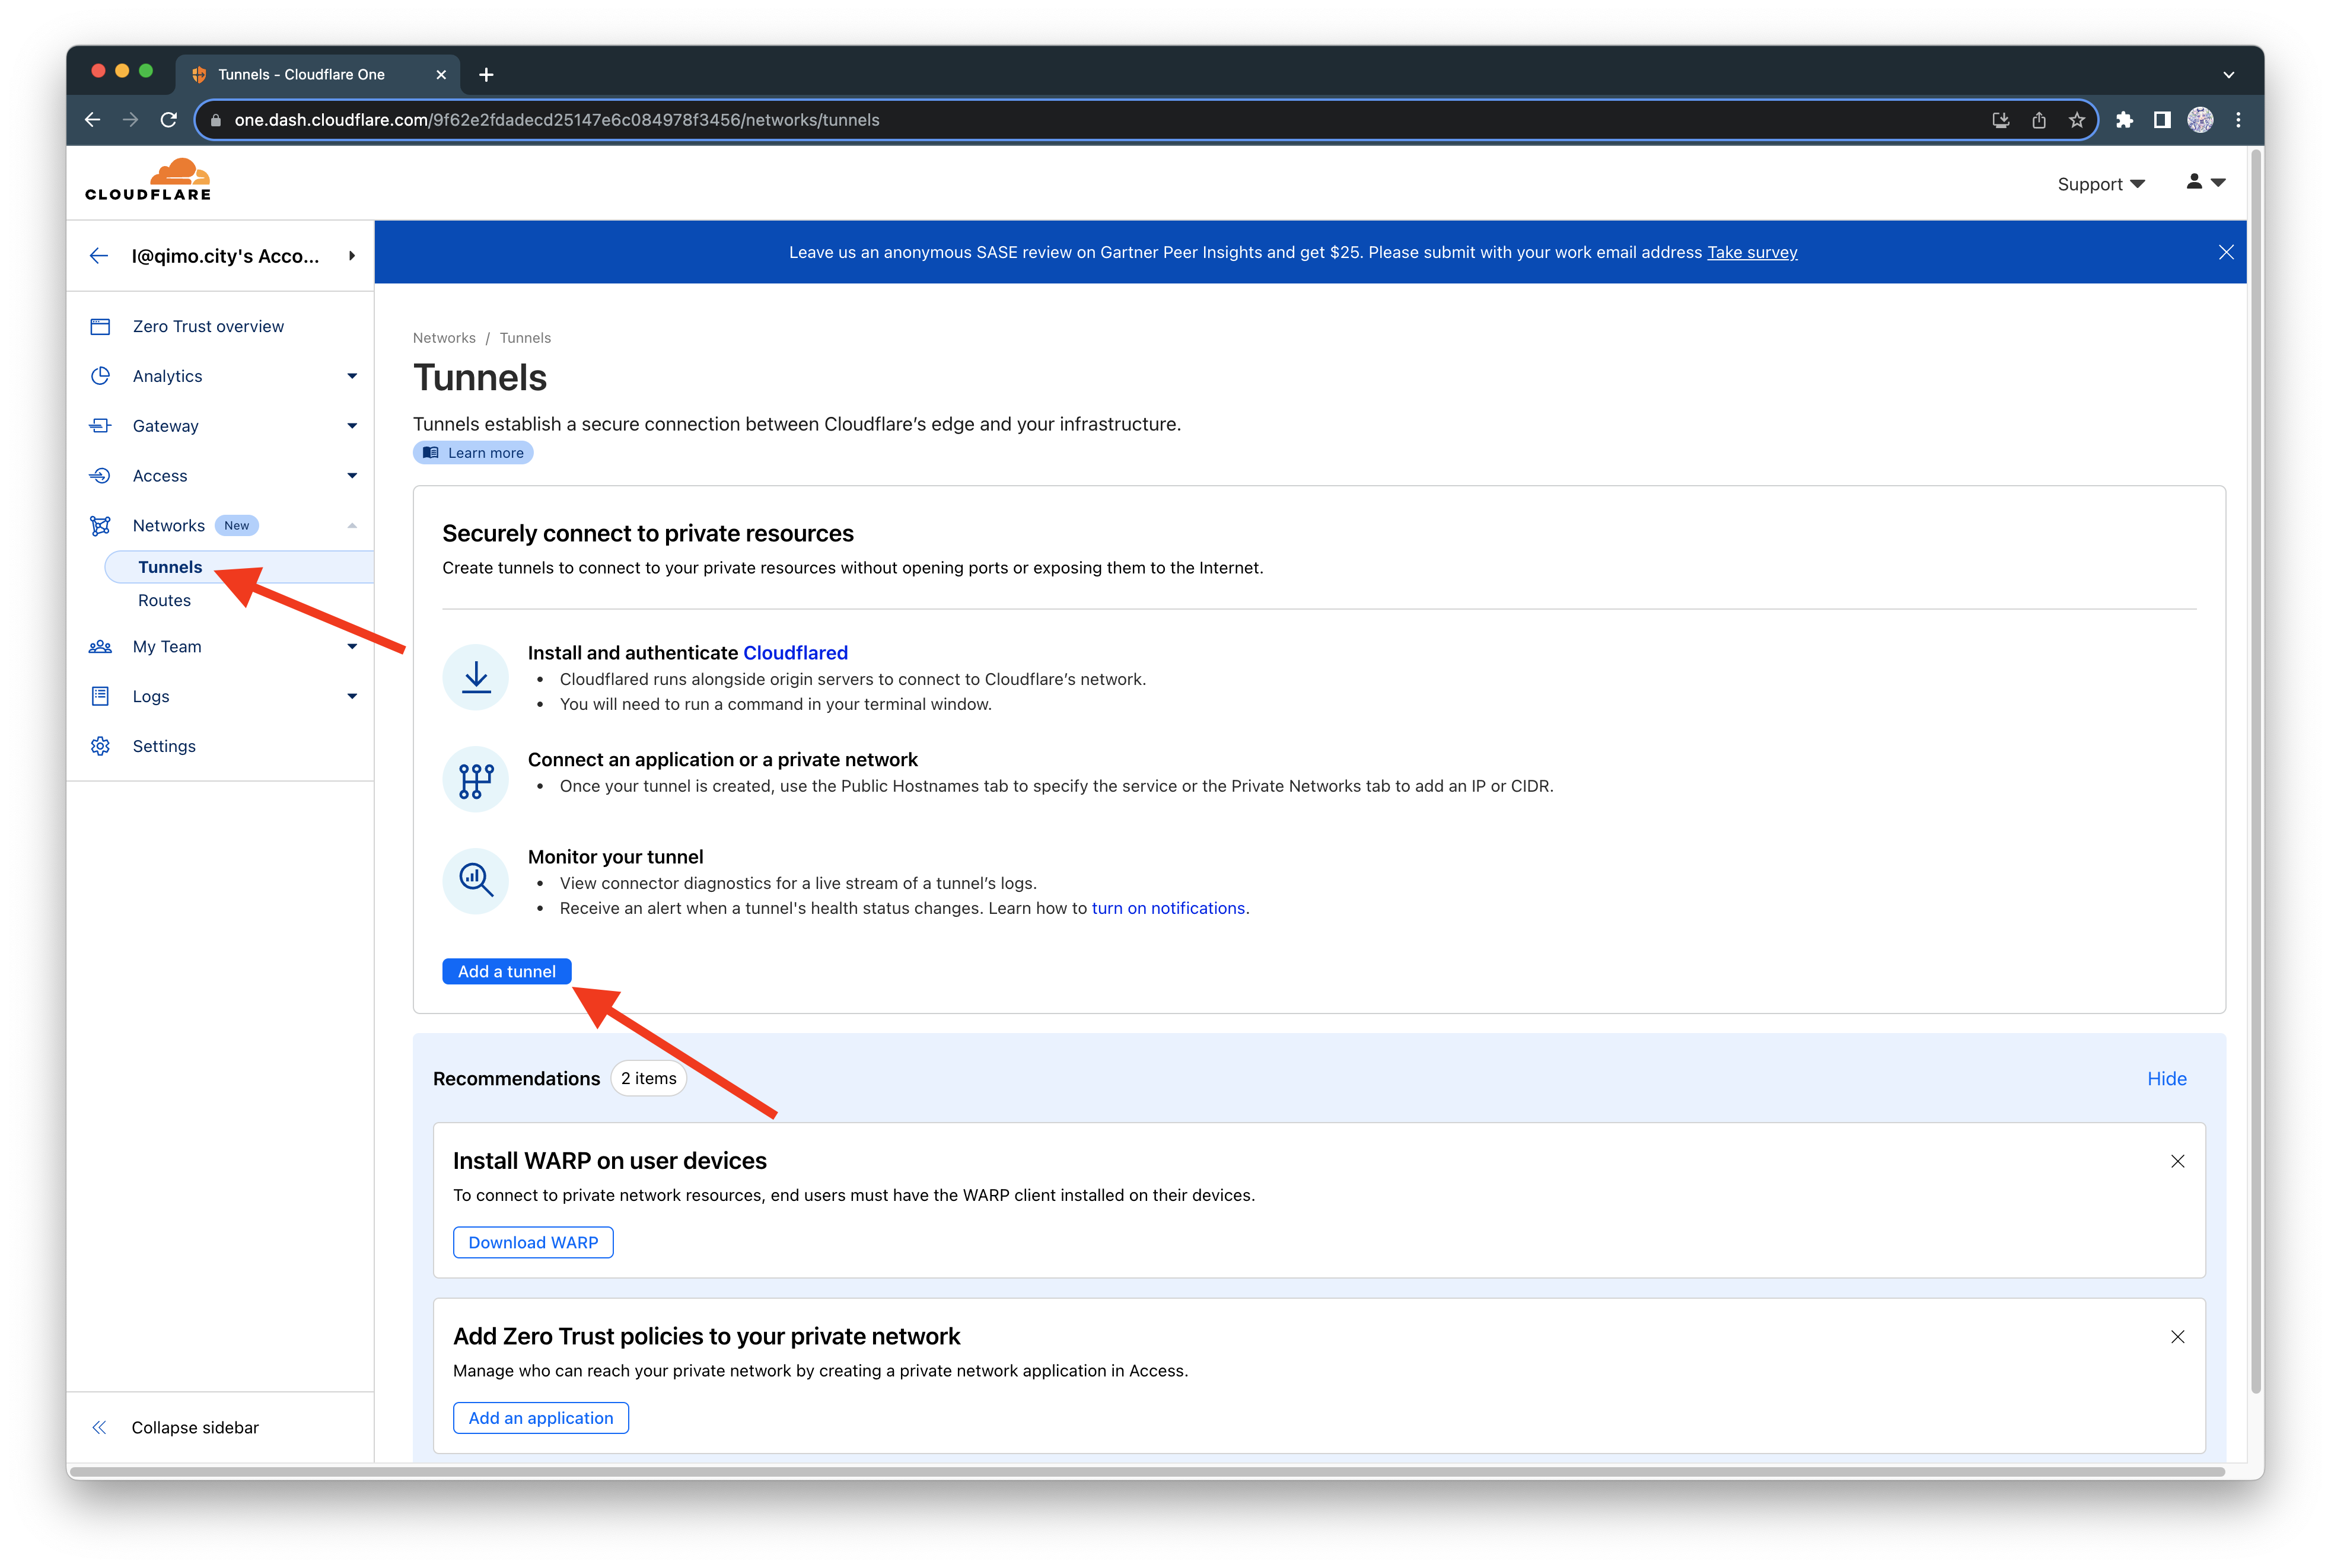 Tunnels - Cloudflare One
one.dash.cloudflare.com/9f62e2fdadecd25147e6c084978f3456/networks/tunnels
CLOUDFLARE
Support
I@qimo.city's Acco...
Leave us an anonymous SASE review on Gartner Peer Insights and get $25. Please submit with your work email address Take survey
Zero Trust overview
Analytics
Gateway
Access
Networks New
Tunnels
Routes
My Team
Logs
Settings
Collapse sidebar
Networks / Tunnels
Tunnels
Tunnels establish a secure connection between Cloudflare’s edge and your infrastructure.
Learn more
Securely connect to private resources
Create tunnels to connect to your private resources without opening ports or exposing them to the Internet.
Install and authenticate Cloudflared
• Cloudflared runs alongside origin servers to connect to Cloudflare’s network.
• You will need to run a command in your terminal window.
Connect an application or a private network
• Once your tunnel is created, use the Public Hostnames tab to specify the service or the Private Networks tab to add an IP or CIDR.
Monitor your tunnel
• View connector diagnostics for a live stream of a tunnel’s logs.
• Receive an alert when a tunnel's health status changes. Learn how to turn on notifications.
Add a tunnel
Recommendations 2 items
Hide
Install WARP on user devices
To connect to private network resources, end users must have the WARP client installed on their devices.
Download WARP
Add Zero Trust policies to your private network
Manage who can reach your private network by creating a private network application in Access.
Add an application